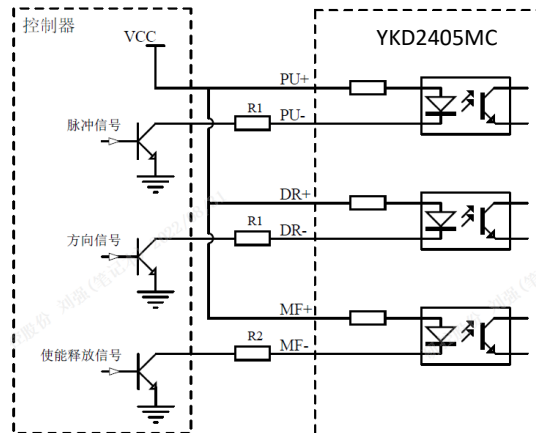 控制器
YKD2405MC
VCC
PU+
R1
PU-
脉冲信号
DR+
R1
DR-
方向信号
MF+
R2
MF-
使能释放信号